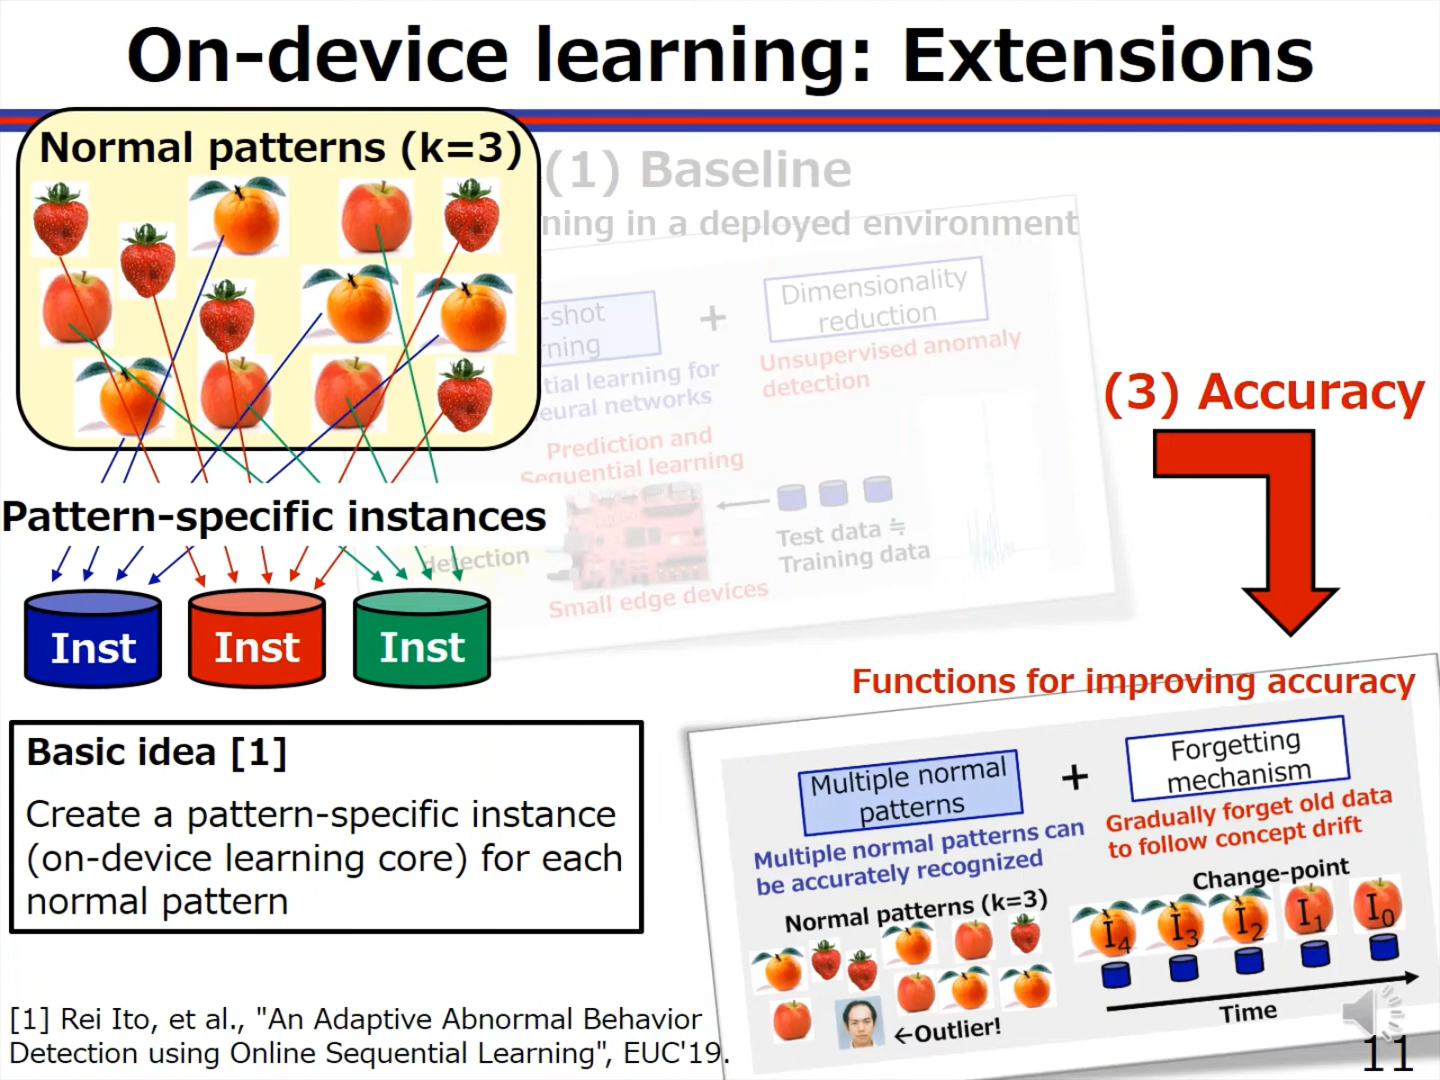 On-device learning: Extensions
Normal patterns (k=3)
(1) Baseline
ning in a deployed environment
-shot
ning
+
Dimensionality
reduction
tial learning for
eural networks
Unsupervised anomaly
detection
Prediction and
Sequential learning
Test data ≒
Training data
detection
Small edge devices
(3) Accuracy
Pattern-specific instances
Inst
Inst
Inst
Functions for improving accuracy
Basic idea [1]
Create a pattern-specific instance
(on-device learning core) for each
normal pattern
Multiple normal
patterns
+
Forgetting
mechanism
Multiple normal patterns can
be accurately recognized
Gradually forget old data
to follow concept drift
Normal patterns (k=3)
←Outlier!
Change-point
I4 I3 I2 I1 I0
Time
[1] Rei Ito, et al., "An Adaptive Abnormal Behavior
Detection using Online Sequential Learning", EUC'19.
11